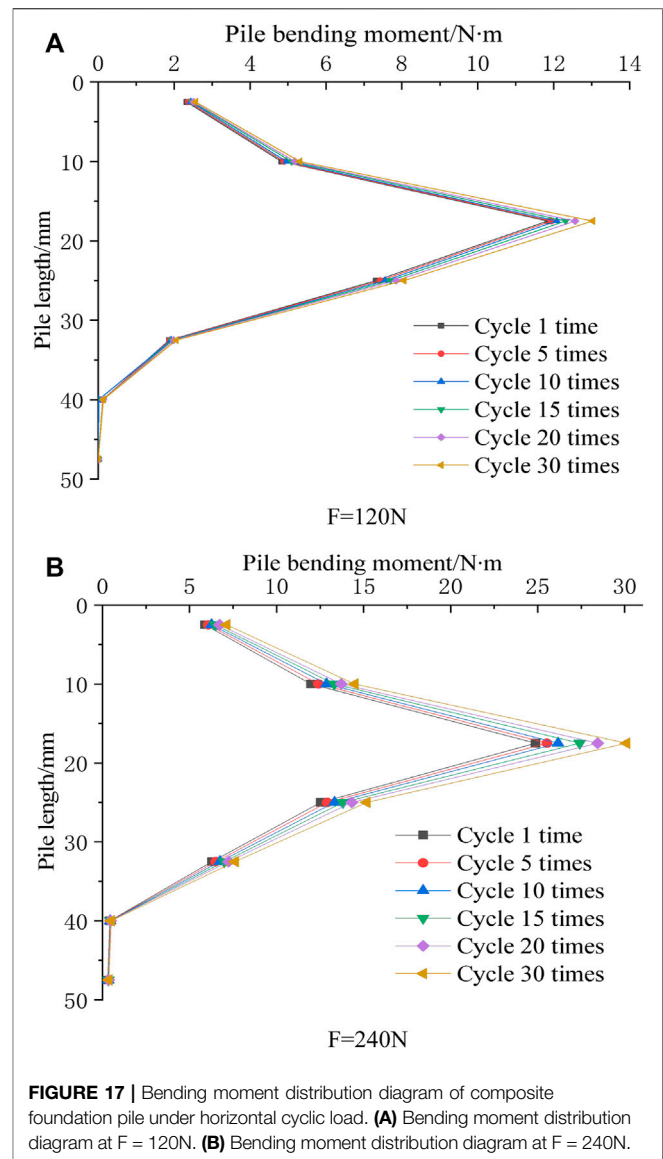 A
Pile bending moment/N·m
0 2 4 6 8 10 12 14
0
10
20
30
40
50
Pile length/mm
Cycle 1 time
Cycle 5 times
Cycle 10 times
Cycle 15 times
Cycle 20 times
Cycle 30 times
F=120N
B
Pile bending moment/N·m
0 5 10 15 20 25 30
0
10
20
30
40
50
Pile length/mm
Cycle 1 time
Cycle 5 times
Cycle 10 times
Cycle 15 times
Cycle 20 times
Cycle 30 times
F=240N
FIGURE 17 | Bending moment distribution diagram of composite
foundation pile under horizontal cyclic load. (A) Bending moment distribution
diagram at F = 120N. (B) Bending moment distribution diagram at F = 240N.